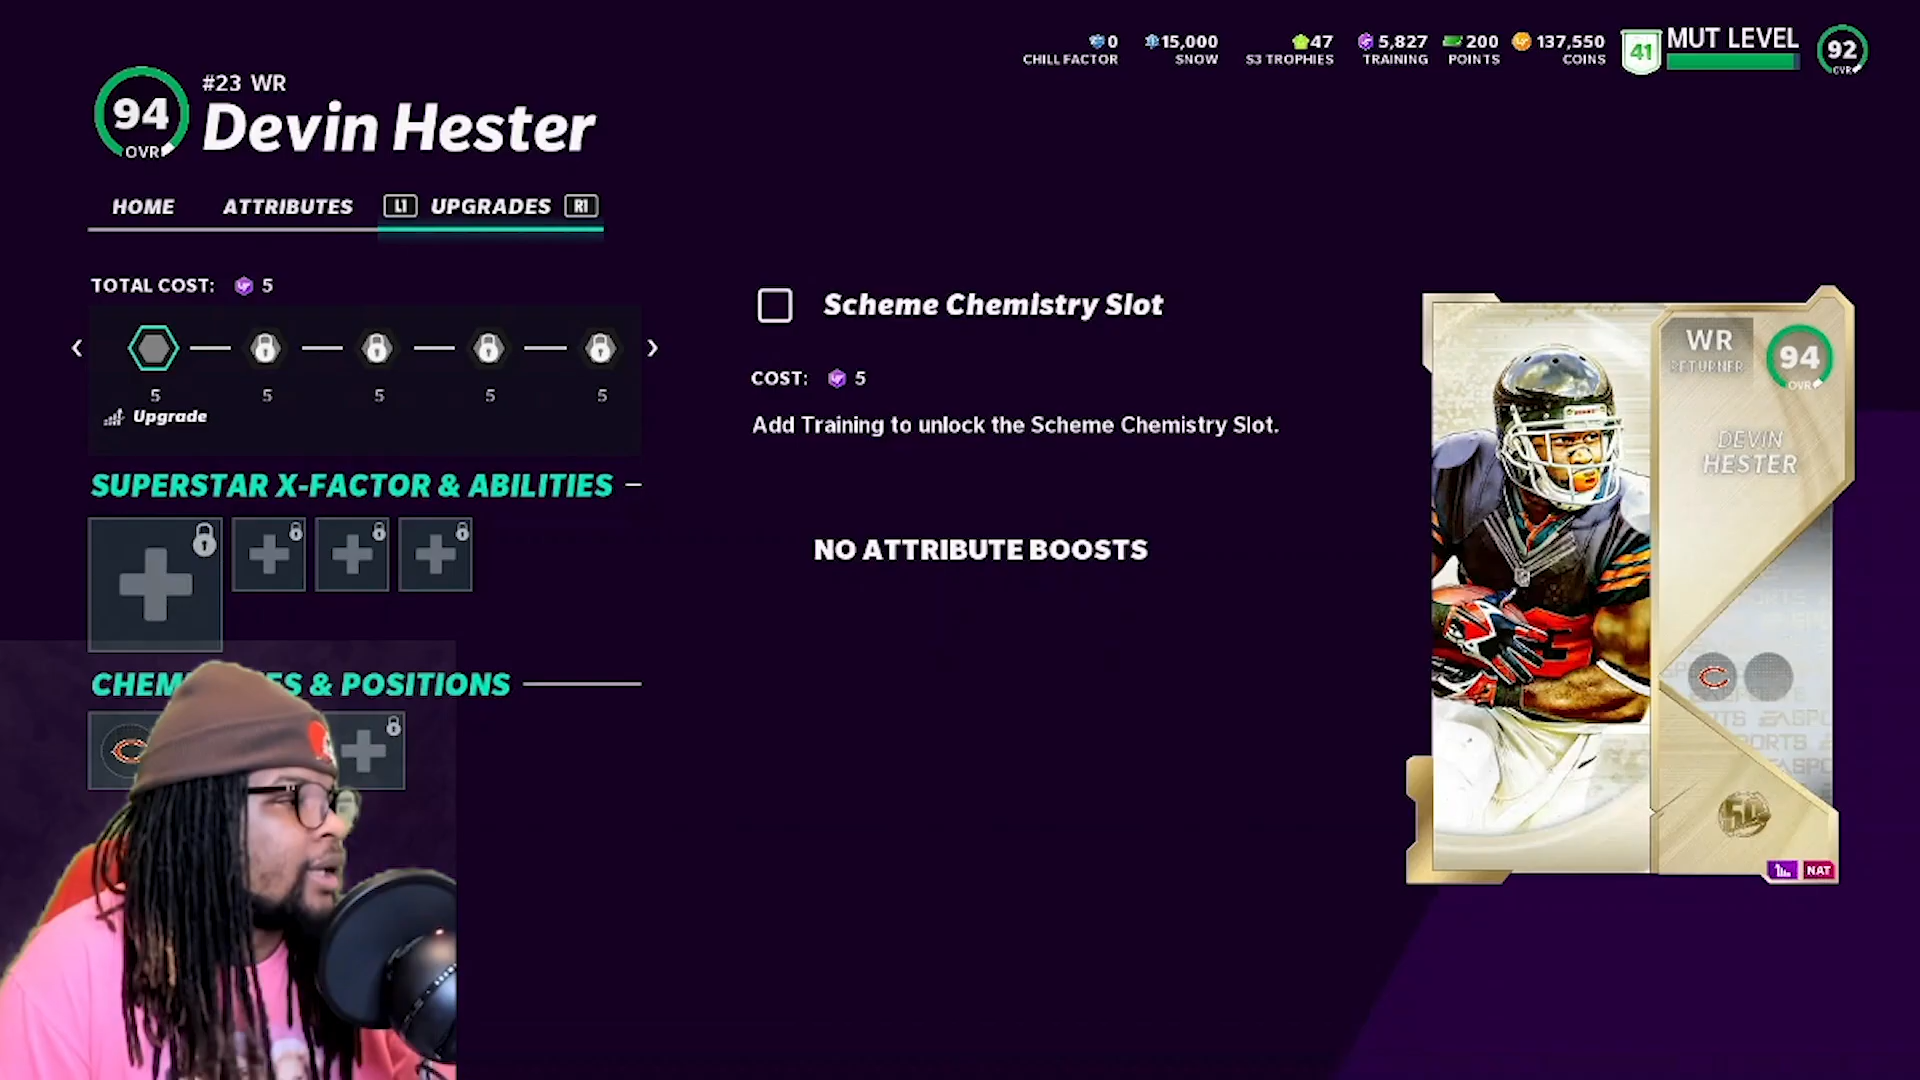 0
CHILL FACTOR
15,000
SNOW
47
S3 TROPHIES
5,827
TRAINING
200
POINTS
137,550
COINS
41
MUT LEVEL
92
OVR
94
OVR
#23 WR
Devin Hester
HOME
ATTRIBUTES
L1
UPGRADES
R1
TOTAL COST: 5
5 5 5 5 5
Upgrade
SUPERSTAR X-FACTOR & ABILITIES
S & POSITIONS
Scheme Chemistry Slot
COST: 5
Add Training to unlock the Scheme Chemistry Slot.
NO ATTRIBUTE BOOSTS
WR
RETURNER
94
OVR
DEVIN
HESTER
NAT